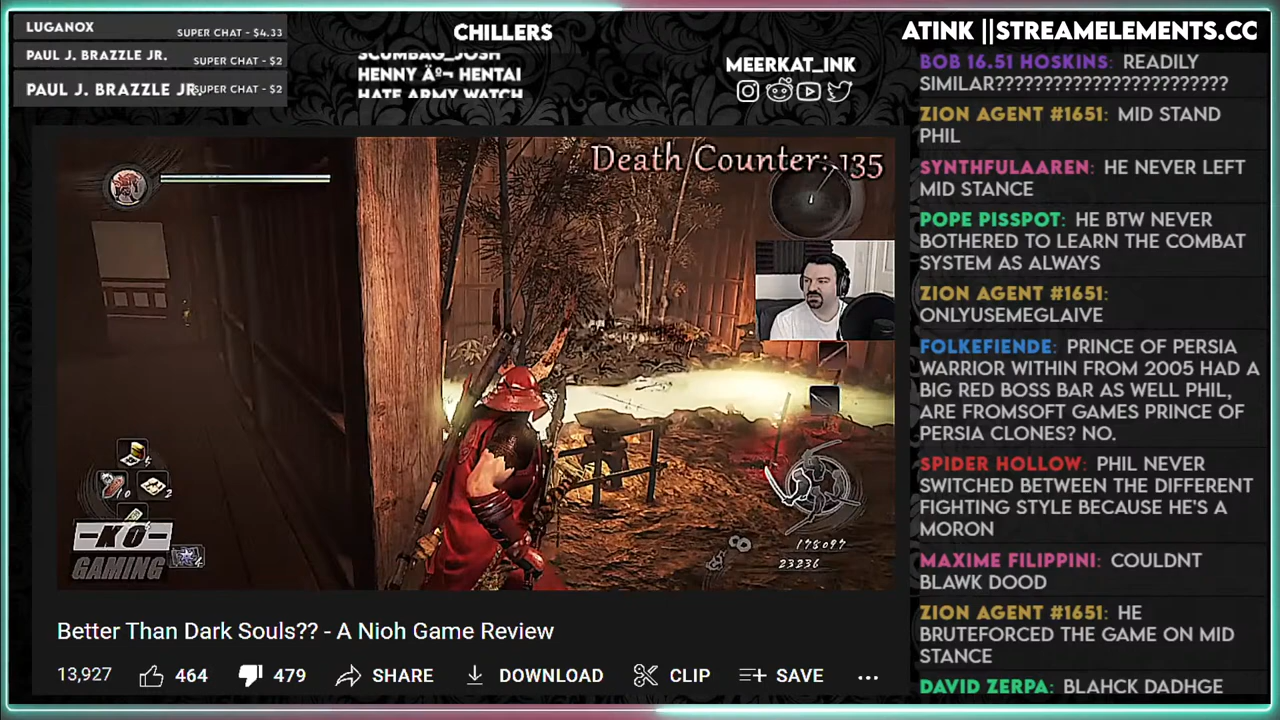 LUGANOX
SUPER CHAT - $4.33
PAUL J. BRAZZLE JR.
SUPER CHAT - $2
PAUL J. BRAZZLE JR.
SUPER CHAT - $2
CHILLERS
SCUMBAG_JOSH
HENNY Äº¬ HENTAI
HATE ARMY WATCH
MEERKAT_INK
ATINK ||STREAMELEMENTS.CC
Death Counter: 135
10
2
4
KO
GAMING
178097
23236
Better Than Dark Souls?? - A Nioh Game Review
13,927 464 479 SHARE DOWNLOAD CLIP SAVE ...
BOB 16.51 HOSKINS: READILY
SIMILAR????????????????????????
ZION AGENT #1651: MID STAND
PHIL
SYNTHFULAAREN: HE NEVER LEFT
MID STANCE
POPE PISSPOT: HE BTW NEVER
BOTHERED TO LEARN THE COMBAT
SYSTEM AS ALWAYS
ZION AGENT #1651:
ONLYUSEMEGLAIVE
FOLKEFIENDE: PRINCE OF PERSIA
WARRIOR WITHIN FROM 2005 HAD A
BIG RED BOSS BAR AS WELL PHIL,
ARE FROMSOFT GAMES PRINCE OF
PERSIA CLONES? NO.
SPIDER HOLLOW: PHIL NEVER
SWITCHED BETWEEN THE DIFFERENT
FIGHTING STYLE BECAUSE HE'S A
MORON
MAXIME FILIPPINI: COULDNT
BLAWK DOOD
ZION AGENT #1651: HE
BRUTEFORCED THE GAME ON MID
STANCE
DAVID ZERPA: BLAHCK DADHGE